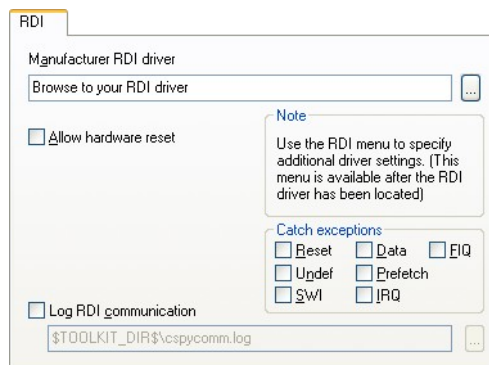 RDI
Manufacturer RDI driver
Browse to your RDI driver
...
Allow hardware reset
Note
Use the RDI menu to specify
additional driver settings. (This
menu is available after the RDI
driver has been located)
Catch exceptions
Reset Data FIQ
Undef Prefetch
SWI IRQ
Log RDI communication
$TOOLKIT_DIR$\cspycomm.log
...